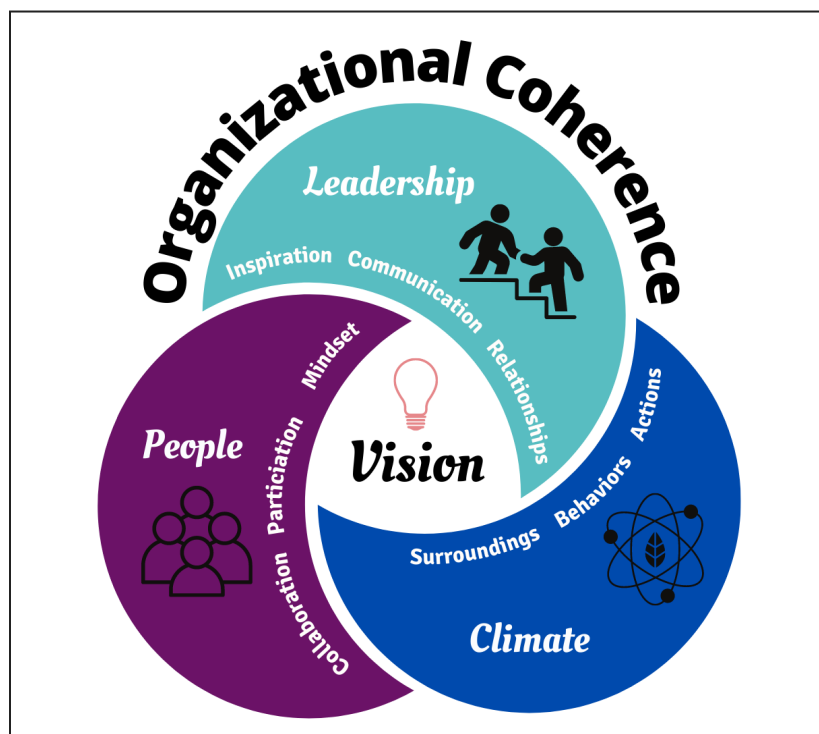 Organizational Coherence
Leadership
Inspiration Communication Relationships
People
Mindset
Particiation
Collaboration
Vision
Surroundings Behaviors Actions
Climate